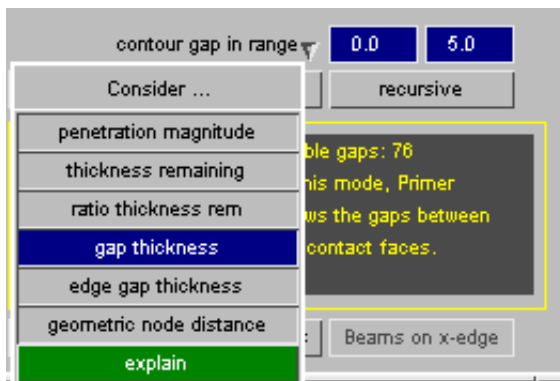 contour gap in range 0.0 5.0
Consider ...
recursive
penetration magnitude
ble gaps: 76
thickness remaining
his mode, Primer
ratio thickness rem
ws the gaps between
gap thickness
contact faces.
edge gap thickness
geometric node distance
Beams on x-edge
explain